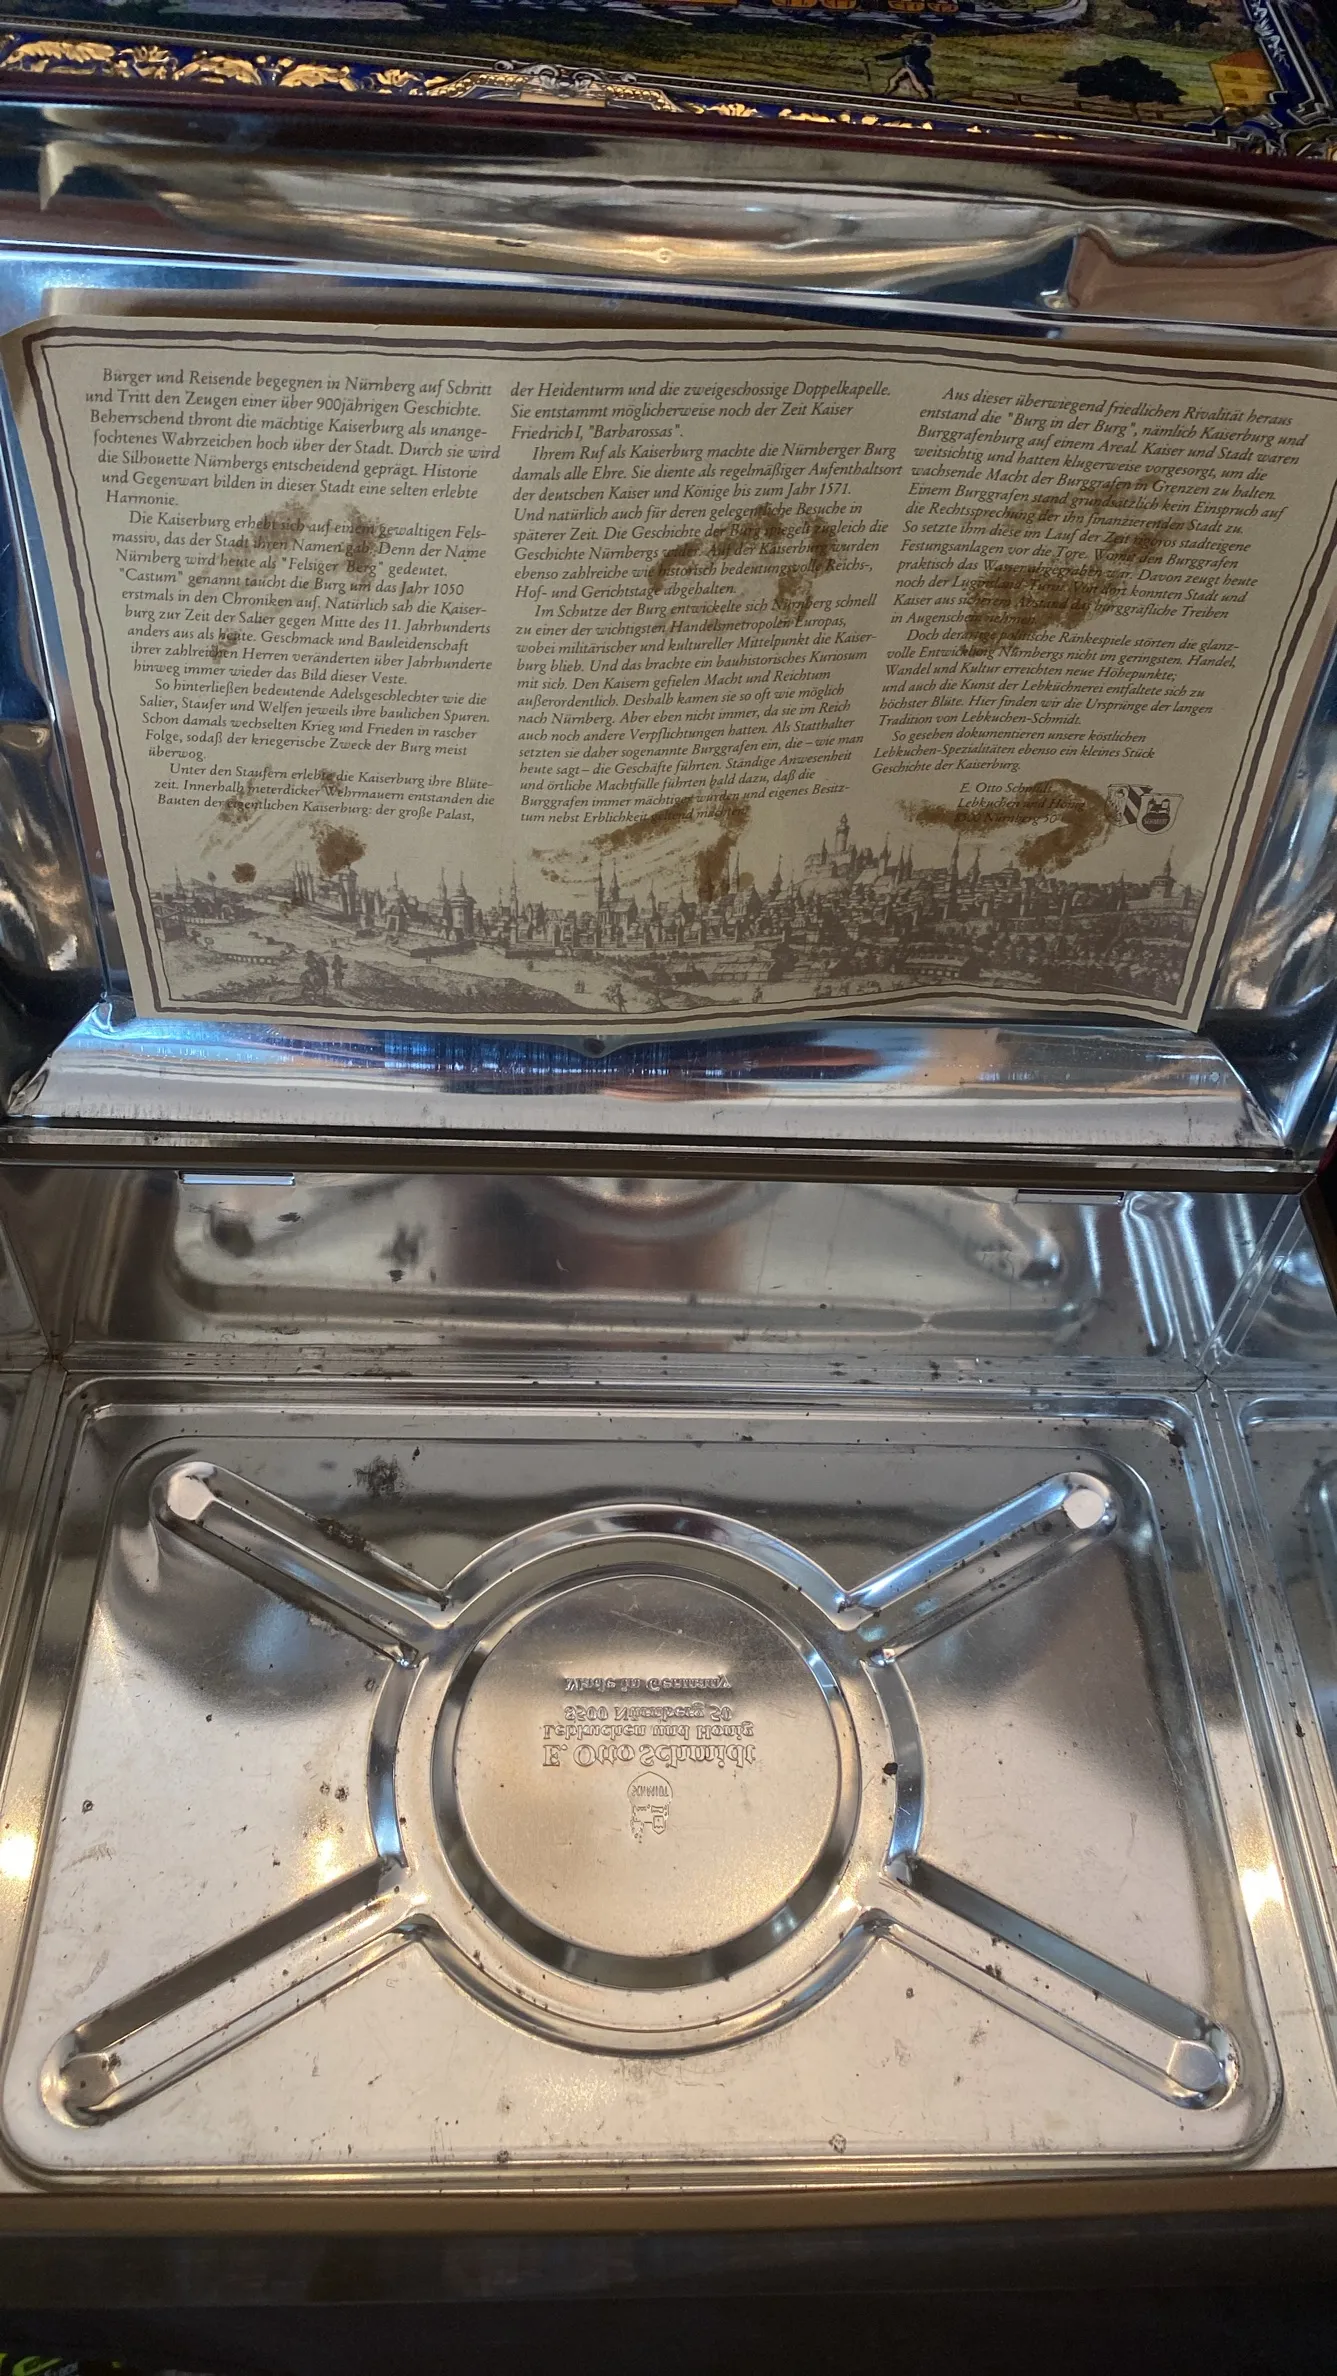 Bürger und Reisende begegnen in Nürnberg auf Schritt
und Tritt den Zeugen einer über 900jährigen Geschichte.
Beherrschend thront die mächtige Kaiserburg als unange-
fochtenes Wahrzeichen hoch über der Stadt. Durch sie wird
die Silhouette Nürnbergs entscheidend geprägt. Historie
und Gegenwart bilden in dieser Stadt eine selten erlebte
Harmonie.
Die Kaiserburg erhebt sich auf einem gewaltigen Fels-
massiv, das der Stadt ihren Namen gab. Denn der Name
Nürnberg wird heute als "Felsiger Berg" gedeutet.
"Castum" genannt taucht die Burg um das Jahr 1050
erstmals in den Chroniken auf. Natürlich sah die Kaiser-
burg zur Zeit der Salier gegen Mitte des 11. Jahrhunderts
anders aus als heute. Geschmack und Bauleidenschaft
ihrer zahlreichen Herren veränderten über Jahrhunderte
hinweg immer wieder das Bild dieser Veste.
So hinterließen bedeutende Adelsgeschlechter wie die
Salier, Staufer und Welfen jeweils ihre baulichen Spuren.
Schon damals wechselten Krieg und Frieden in rascher
Folge, sodaß der kriegerische Zweck der Burg meist
überwog.
Unter den Staufern erlebte die Kaiserburg ihre Blüte-
zeit. Innerhalb meterdicker Wehrmauern entstanden die
Bauten der eigentlichen Kaiserburg: der große Palast,
der Heidenturm und die zweigeschossige Doppelkapelle.
Sie entstammt möglicherweise noch der Zeit Kaiser
Friedrich I, "Barbarossas".
Ihrem Ruf als Kaiserburg machte die Nürnberger Burg
damals alle Ehre. Sie diente als regelmäßiger Aufenthaltsort
der deutschen Kaiser und Könige bis zum Jahr 1571.
Und natürlich auch für deren gelegentliche Besuche in
späterer Zeit. Die Geschichte der Burg spiegelt zugleich die
Geschichte Nürnbergs wider. Auf der Kaiserburg wurden
ebenso zahlreiche wie historisch bedeutungsvolle Reichs-,
Hof- und Gerichtstage abgehalten.
Im Schutze der Burg entwickelte sich Nürnberg schnell
zu einer der wichtigsten Handelsmetropolen Europas,
wobei militärischer und kultureller Mittelpunkt die Kaiser-
burg blieb. Und das brachte ein bauhistorisches Kuriosum
mit sich. Den Kaisern gefielen Macht und Reichtum
außerordentlich. Deshalb kamen sie so oft wie möglich
nach Nürnberg. Aber eben nicht immer, da sie im Reich
auch noch andere Verpflichtungen hatten. Als Statthalter
setzten sie daher sogenannte Burggrafen ein, die – wie man
heute sagt – die Geschäfte führten. Ständige Anwesenheit
und örtliche Machtfülle führten bald dazu, daß die
Burggrafen immer mächtiger wurden und eigenes Besitz-
tum nebst Erblichkeit geltend machten.
Aus dieser überwiegend friedlichen Rivalität heraus
entstand die "Burg in der Burg", nämlich Kaiserburg und
Burggrafenburg auf einem Areal. Kaiser und Stadt waren
weitsichtig und hatten klugerweise vorgesorgt, um die
wachsende Macht der Burggrafen in Grenzen zu halten.
Einem Burggrafen stand grundsätzlich kein Einspruch auf
die Rechtssprechung der ihn finanzierenden Stadt zu.
So setzte ihm diese im Lauf der Zeit rigoros stadteigene
Festungsanlagen vor die Tore. Womit den Burggrafen
praktisch das Wasser abgegraben war. Davon zeugt heute
noch der Luginsland-Turm. Von dort konnten Stadt und
Kaiser aus sicherem Abstand das burggräfliche Treiben
in Augenschein nehmen.
Doch derartige politische Ränkespiele störten die glanz-
volle Entwicklung Nürnbergs nicht im geringsten. Handel,
Wandel und Kultur erreichten neue Höhepunkte;
und auch die Kunst der Lebküchnerei entfaltete sich zu
höchster Blüte. Hier finden wir die Ursprünge der langen
Tradition von Lebkuchen-Schmidt.
So gesehen dokumentieren unsere köstlichen
Lebkuchen-Spezialitäten ebenso ein kleines Stück
Geschichte der Kaiserburg.
E. Otto Schmidt
Lebkuchen und Honig
8500 Nürnberg 50
SCHMIDT
Made in Germany
8500 Nürnberg 50
Lebkuchen und Honig
E. Otto Schmidt
SCHMIDT